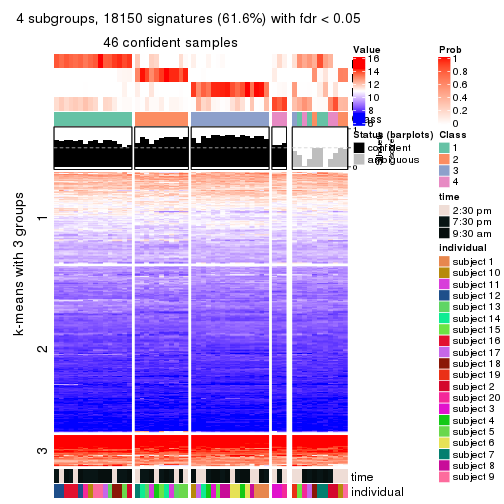 4 subgroups, 18150 signatures (61.6%) with fdr < 0.05
46 confident samples
k-means with 3 groups
1
2
3
time
individual
Value
16
14
12
10
8
6
Status (barplots)
confident
ambiguous
Prob
1
0.8
0.6
0.4
0.2
0
Class
1
2
3
4
time
2:30 pm
7:30 pm
9:30 am
individual
subject 1
subject 10
subject 11
subject 12
subject 13
subject 14
subject 15
subject 16
subject 17
subject 18
subject 19
subject 2
subject 20
subject 3
subject 4
subject 5
subject 6
subject 7
subject 8
subject 9